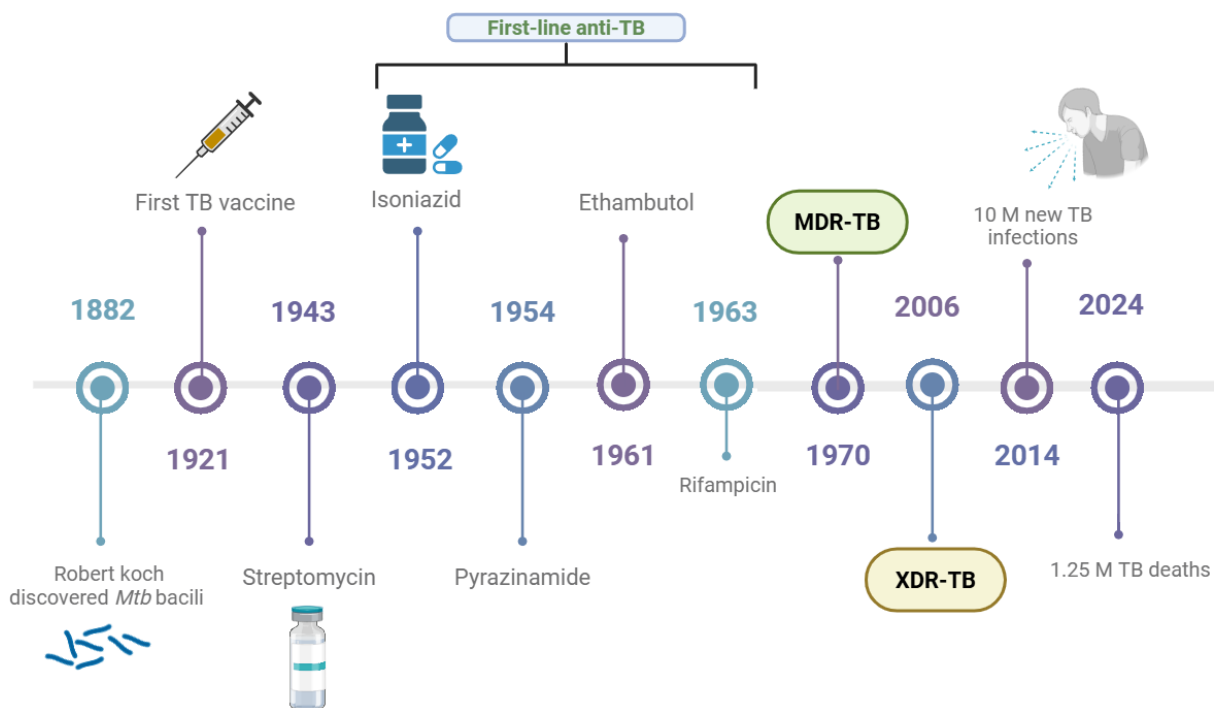 First-line anti-TB
First TB vaccine
Isoniazid
Ethambutol
MDR-TB
10 M new TB
infections
1882
1943
1954
1963
2006
2024
1921
1952
1961
1970
2014
Rifampicin
Robert koch
discovered Mtb bacili
Streptomycin
Pyrazinamide
XDR-TB
1.25 M TB deaths